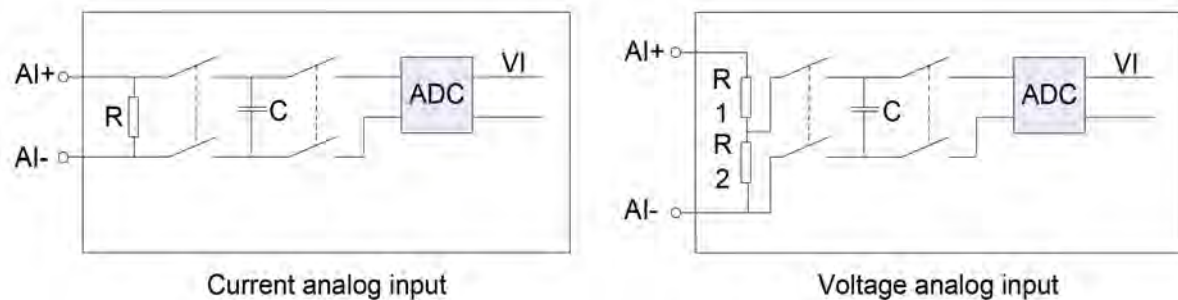 AI+
R
AI-
C
ADC
VI
Current analog input
AI+
R
1
R
2
AI-
C
ADC
VI
Voltage analog input